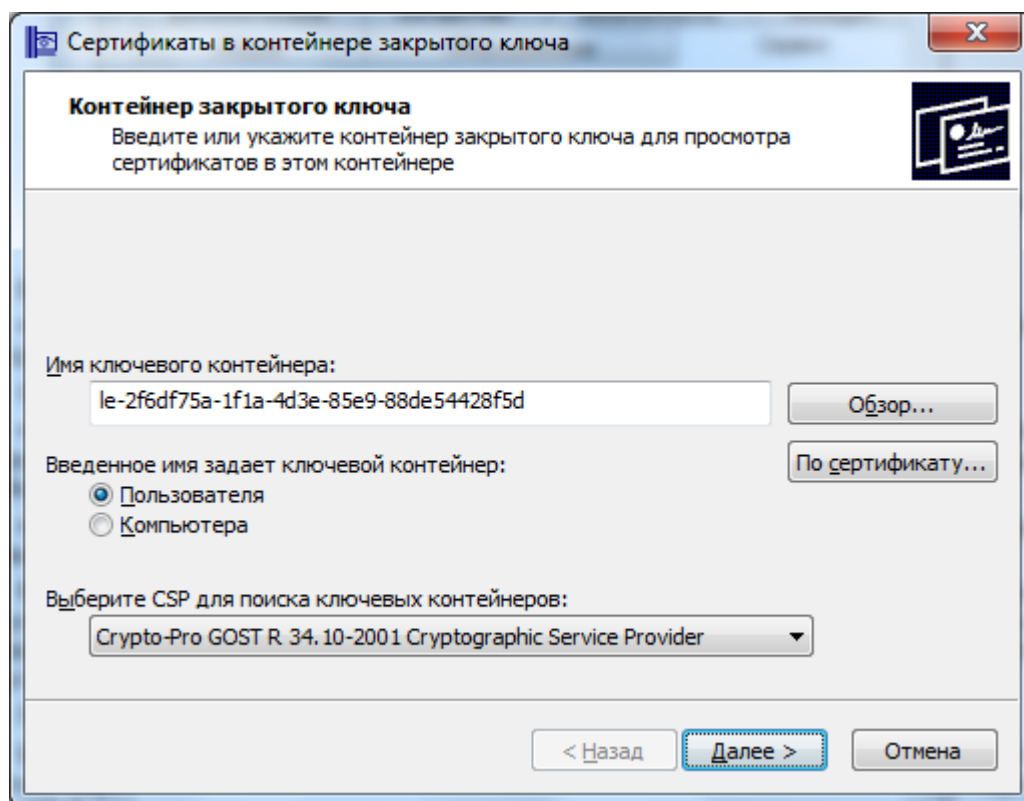 Сертификаты в контейнере закрытого ключа
Контейнер закрытого ключа
Введите или укажите контейнер закрытого ключа для просмотра
сертификатов в этом контейнере
Имя ключевого контейнера:
le-2f6df75a-1f1a-4d3e-85e9-88de54428f5d
Обзор...
Введенное имя задает ключевой контейнер:
По сертификату...
Пользователя
Компьютера
Выберите CSP для поиска ключевых контейнеров:
Crypto-Pro GOST R 34.10-2001 Cryptographic Service Provider
< Назад
Далее >
Отмена